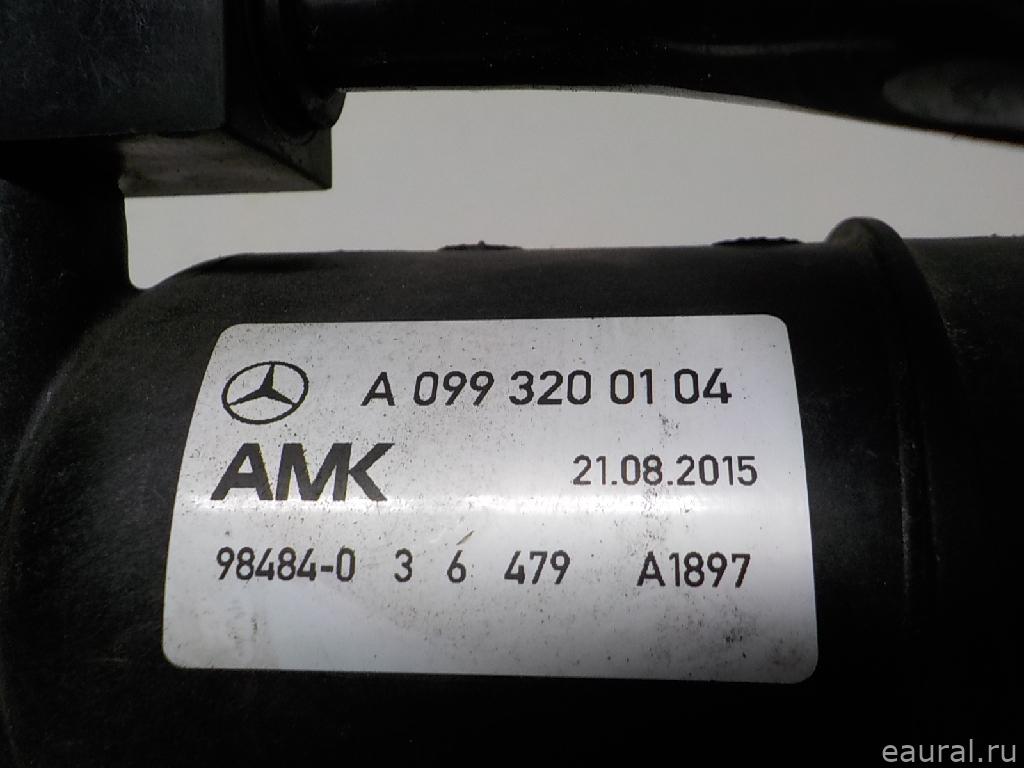 A 099 320 01 04
AMK
21.08.2015
98484-0 3 6 479 A1897
eaural.ru